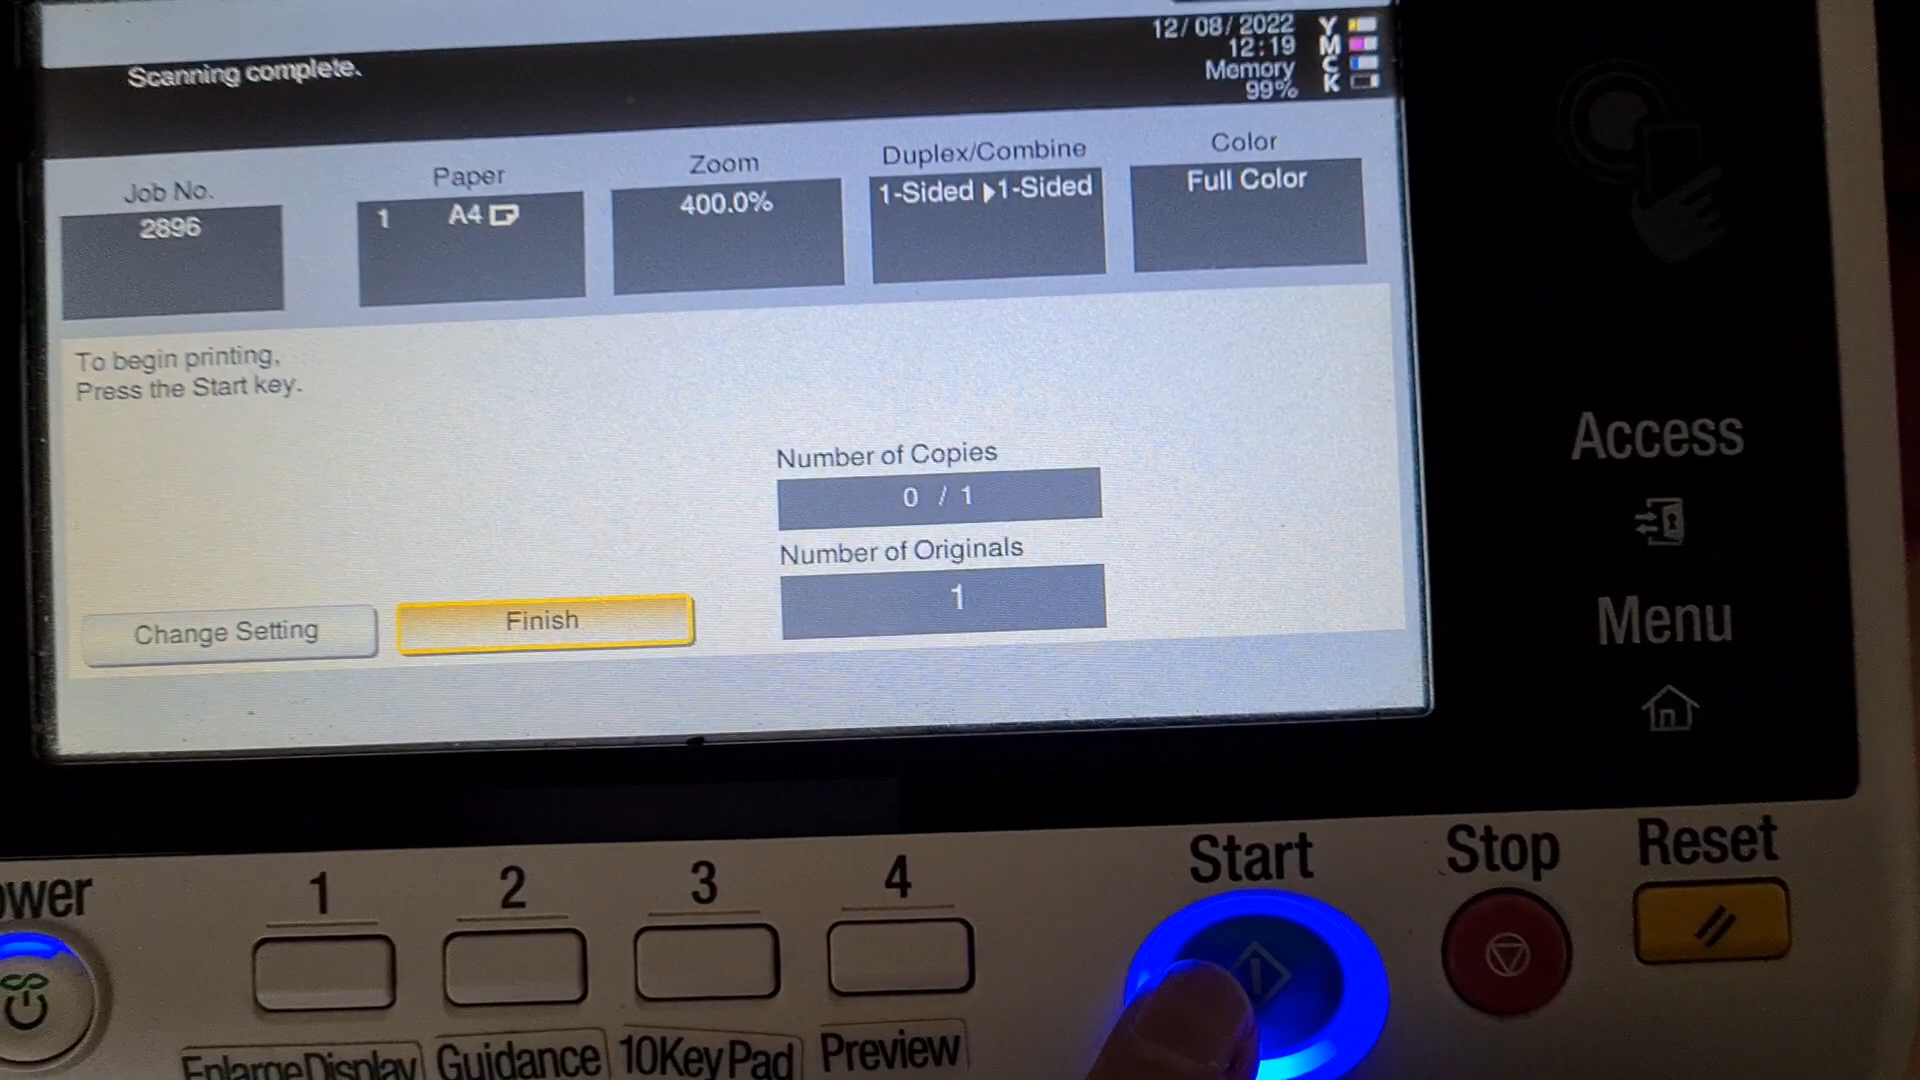 Scanning complete.
12/08/2022
12:19
Memory
99%
Y
M
C
K
Job No.
2896
Paper
1 A4
Zoom
400.0%
Duplex/Combine
1-Sided 1-Sided
Color
Full Color
To begin printing,
Press the Start key.
Number of Copies
0 / 1
Number of Originals
1
Change Setting
Finish
Access
Menu
ower
1
2
3
4
Start
Stop
Reset
EnlargeDisplay
Guidance
10KeyPad
Preview